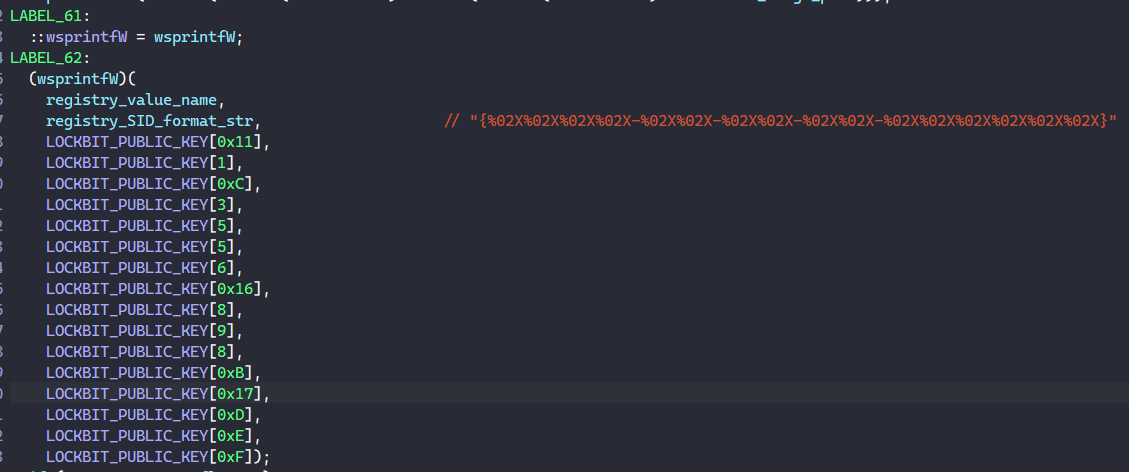 LABEL_61:
::wsprintfW = wsprintfW;
LABEL_62:
(wsprintfW)(
registry_value_name,
registry_SID_format_str, // "{%02X%02X%02X%02X-%02X%02X-%02X%02X-%02X%02X-%02X%02X%02X%02X%02X%02X}"
LOCKBIT_PUBLIC_KEY[0x11],
LOCKBIT_PUBLIC_KEY[1],
LOCKBIT_PUBLIC_KEY[0xC],
LOCKBIT_PUBLIC_KEY[3],
LOCKBIT_PUBLIC_KEY[5],
LOCKBIT_PUBLIC_KEY[5],
LOCKBIT_PUBLIC_KEY[6],
LOCKBIT_PUBLIC_KEY[0x16],
LOCKBIT_PUBLIC_KEY[8],
LOCKBIT_PUBLIC_KEY[9],
LOCKBIT_PUBLIC_KEY[8],
LOCKBIT_PUBLIC_KEY[0xB],
LOCKBIT_PUBLIC_KEY[0x17],
LOCKBIT_PUBLIC_KEY[0xD],
LOCKBIT_PUBLIC_KEY[0xE],
LOCKBIT_PUBLIC_KEY[0xF]);